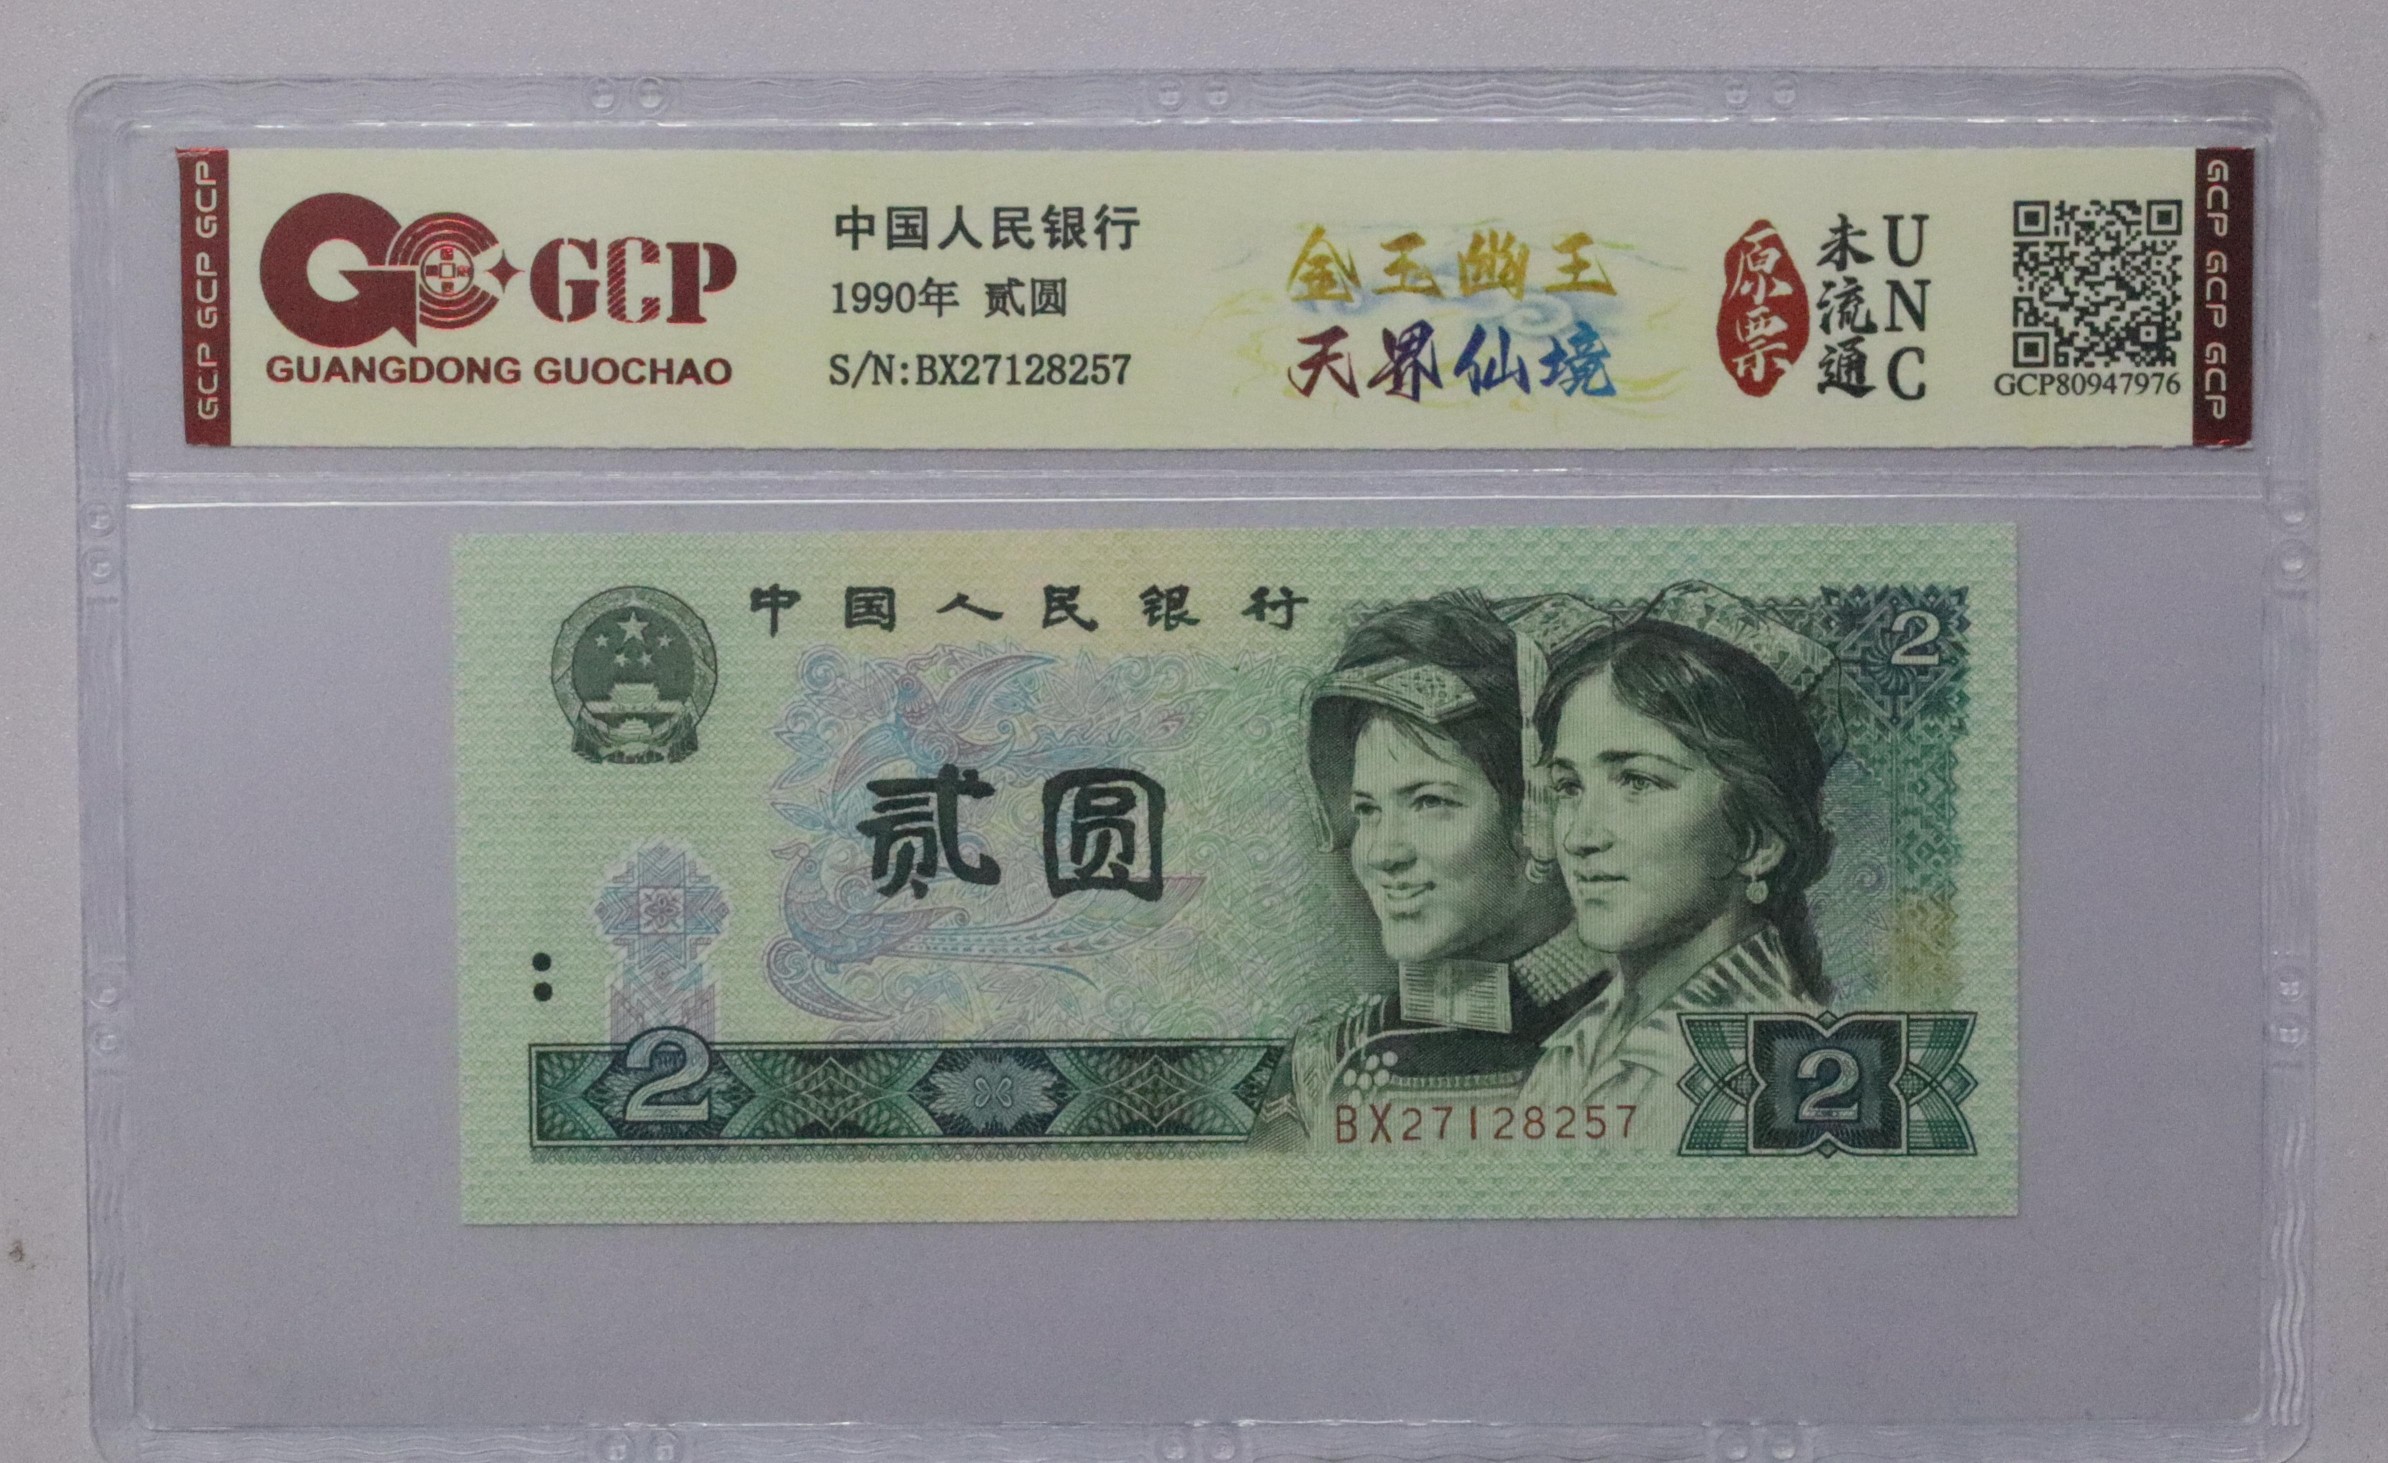 GCP GCP GCP
GCP
GUANGDONG GUOCHAO
中国人民银行
1990年 贰圆
S/N:BX27128257
金玉幽王
天界仙境
原票
未流通
UNC
GCP80947976
GCP GCP GCP
中国人民银行
2
贰圆
2
BX27128257
2